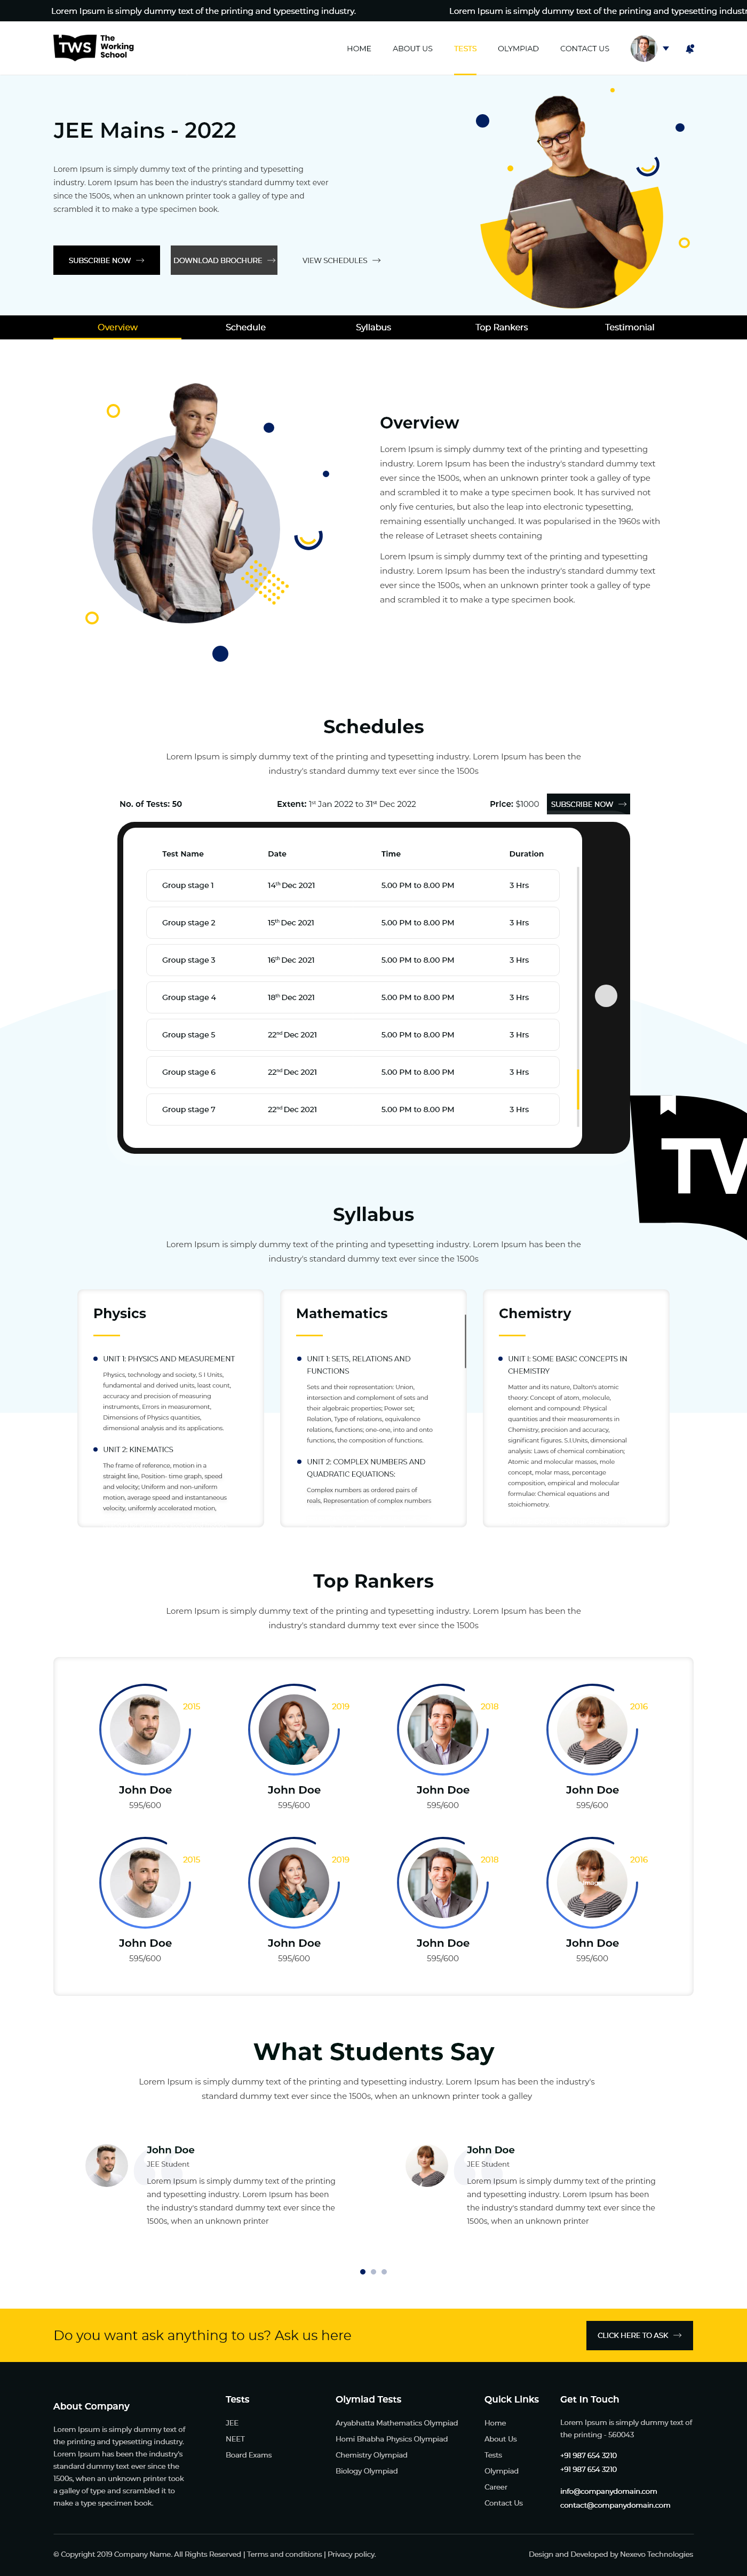 Lorem Ipsum is simply dummy text of the printing and typesetting industry.
Lorem Ipsum is simply dummy text of the printing and typesetting industr
TWS The Working School
HOME ABOUT US TESTS OLYMPIAD CONTACT US
JEE Mains - 2022
Lorem Ipsum is simply dummy text of the printing and typesetting
industry. Lorem Ipsum has been the industry's standard dummy text ever
since the 1500s, when an unknown printer took a galley of type and
scrambled it to make a type specimen book.
SUBSCRIBE NOW DOWNLOAD BROCHURE VIEW SCHEDULES
Overview Schedule Syllabus Top Rankers Testimonial
Overview
Lorem Ipsum is simply dummy text of the printing and typesetting
industry. Lorem Ipsum has been the industry's standard dummy text
ever since the 1500s, when an unknown printer took a galley of type
and scrambled it to make a type specimen book. It has survived not
only five centuries, but also the leap into electronic typesetting,
remaining essentially unchanged. It was popularised in the 1960s with
the release of Letraset sheets containing
Lorem Ipsum is simply dummy text of the printing and typesetting
industry. Lorem Ipsum has been the industry's standard dummy text
ever since the 1500s, when an unknown printer took a galley of type
and scrambled it to make a type specimen book.
Schedules
Lorem Ipsum is simply dummy text of the printing and typesetting industry. Lorem Ipsum has been the
industry's standard dummy text ever since the 1500s
No. of Tests: 50 Extent: 1st Jan 2022 to 31st Dec 2022 Price: $1000 SUBSCRIBE NOW
Test Name Date Time Duration
Group stage 1 14th Dec 2021 5.00 PM to 8.00 PM 3 Hrs
Group stage 2 15th Dec 2021 5.00 PM to 8.00 PM 3 Hrs
Group stage 3 16th Dec 2021 5.00 PM to 8.00 PM 3 Hrs
Group stage 4 18th Dec 2021 5.00 PM to 8.00 PM 3 Hrs
Group stage 5 22nd Dec 2021 5.00 PM to 8.00 PM 3 Hrs
Group stage 6 22nd Dec 2021 5.00 PM to 8.00 PM 3 Hrs
Group stage 7 22nd Dec 2021 5.00 PM to 8.00 PM 3 Hrs
TW
Syllabus
Lorem Ipsum is simply dummy text of the printing and typesetting industry. Lorem Ipsum has been the
industry's standard dummy text ever since the 1500s
Physics
UNIT 1: PHYSICS AND MEASUREMENT
Physics, technology and society, S I Units,
fundamental and derived units, least count,
accuracy and precision of measuring
instruments, Errors in measurement,
Dimensions of Physics quantities,
dimensional analysis and its applications.
UNIT 2: KINEMATICS
The frame of reference, motion in a
straight line, Position- time graph, speed
and velocity; Uniform and non-uniform
motion, average speed and instantaneous
velocity, uniformly accelerated motion,
Mathematics
UNIT 1: SETS, RELATIONS AND
FUNCTIONS
Sets and their representation: Union,
intersection and complement of sets and
their algebraic properties; Power set;
Relation, Type of relations, equivalence
relations, functions; one-one, into and onto
functions, the composition of functions.
UNIT 2: COMPLEX NUMBERS AND
QUADRATIC EQUATIONS:
Complex numbers as ordered pairs of
reals, Representation of complex numbers
Chemistry
UNIT I: SOME BASIC CONCEPTS IN
CHEMISTRY
Matter and its nature, Dalton's atomic
theory: Concept of atom, molecule,
element and compound: Physical
quantities and their measurements in
Chemistry, precision and accuracy,
significant figures. S.I.Units, dimensional
analysis: Laws of chemical combination;
Atomic and molecular masses, mole
concept, molar mass, percentage
composition, empirical and molecular
formulae: Chemical equations and
stoichiometry.
Top Rankers
Lorem Ipsum is simply dummy text of the printing and typesetting industry. Lorem Ipsum has been the
industry's standard dummy text ever since the 1500s
2015 2019 2018 2016
John Doe John Doe John Doe John Doe
595/600 595/600 595/600 595/600
2015 2019 2018 2016
John Doe John Doe John Doe John Doe
595/600 595/600 595/600 595/600
What Students Say
Lorem Ipsum is simply dummy text of the printing and typesetting industry. Lorem Ipsum has been the industry's
standard dummy text ever since the 1500s, when an unknown printer took a galley
John Doe
JEE Student
Lorem Ipsum is simply dummy text of the printing
and typesetting industry. Lorem Ipsum has been
the industry's standard dummy text ever since the
1500s, when an unknown printer
John Doe
JEE Student
Lorem Ipsum is simply dummy text of the printing
and typesetting industry. Lorem Ipsum has been
the industry's standard dummy text ever since the
1500s, when an unknown printer
Do you want ask anything to us? Ask us here
CLICK HERE TO ASK
About Company
Lorem Ipsum is simply dummy text of
the printing and typesetting industry.
Lorem Ipsum has been the industry's
standard dummy text ever since the
1500s, when an unknown printer took
a galley of type and scrambled it to
make a type specimen book.
Tests
JEE
NEET
Board Exams
Olymiad Tests
Aryabhatta Mathematics Olympiad
Homi Bhabha Physics Olympiad
Chemistry Olympiad
Biology Olympiad
Quick Links
Home
About Us
Tests
Olympiad
Career
Contact Us
Get In Touch
Lorem Ipsum is simply dummy text of
the printing - 560043
+91 987 654 3210
+91 987 654 3210
info@companydomain.com
contact@companydomain.com
© Copyright 2019 Company Name. All Rights Reserved | Terms and conditions | Privacy policy.
Design and Developed by Nexevo Technologies